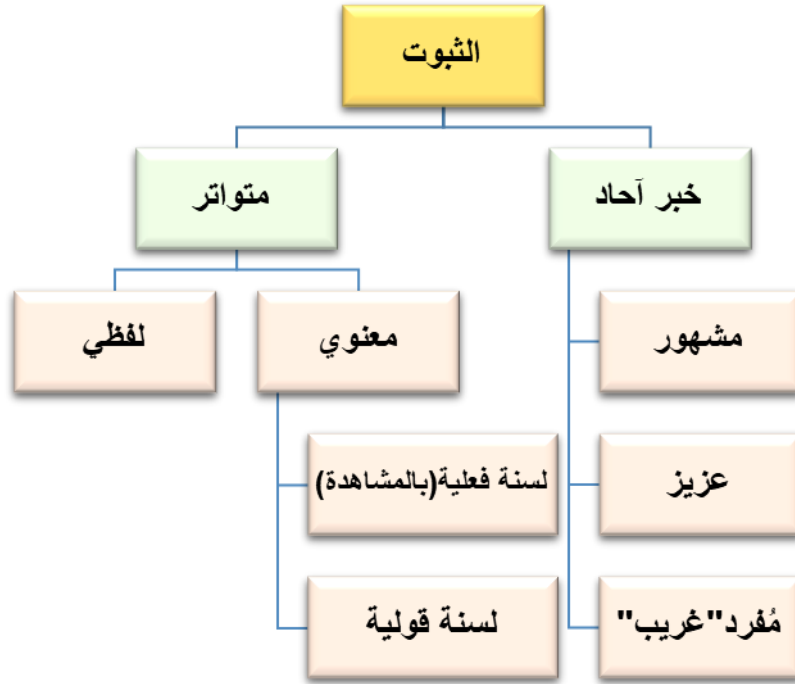 الثبوت
خبر آحاد
متواتر
مشهور
معنوي
لفظي
عزيز
لسنة فعلية(بالمشاهدة)
مُفرد"غريب"
لسنة قولية